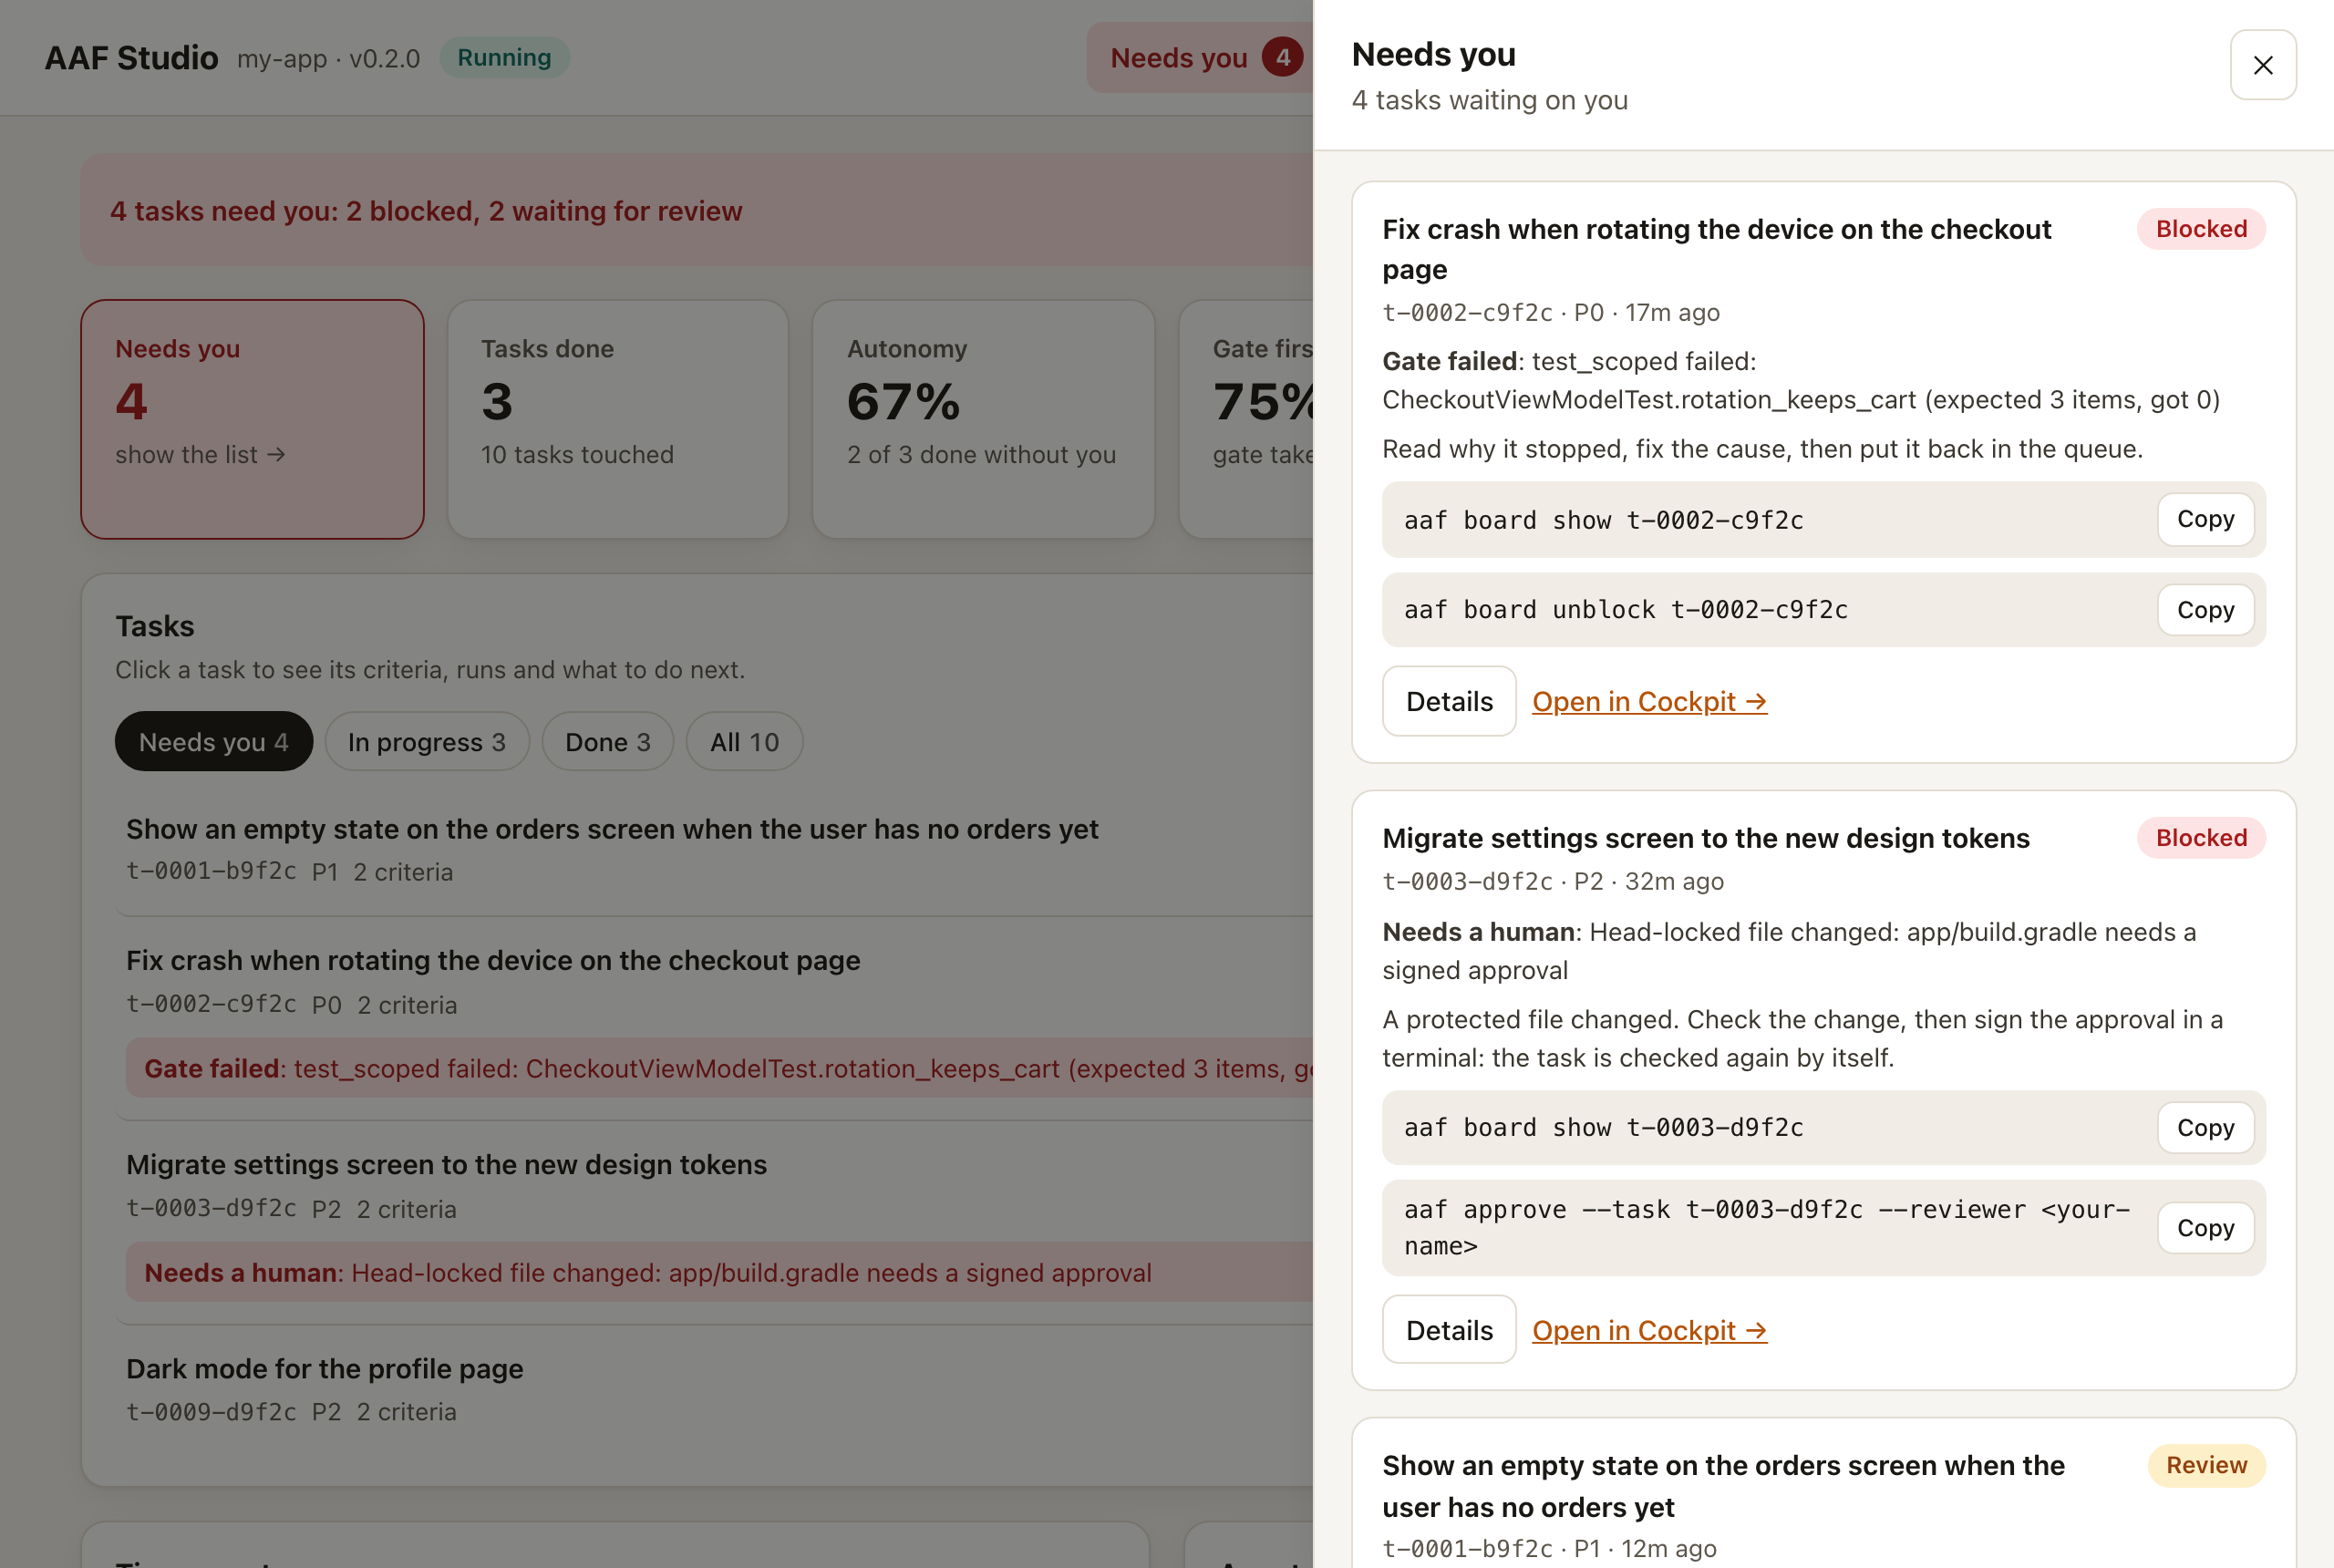 AAF Studio my-app · v0.2.0 Running
Needs you 4
4 tasks need you: 2 blocked, 2 waiting for review
Needs you
4
show the list →
Tasks done
3
10 tasks touched
Autonomy
67%
2 of 3 done without you
Gate firs
75%
gate take
Tasks
Click a task to see its criteria, runs and what to do next.
Needs you 4 In progress 3 Done 3 All 10
Show an empty state on the orders screen when the user has no orders yet
t-0001-b9f2c P1 2 criteria
Fix crash when rotating the device on the checkout page
t-0002-c9f2c P0 2 criteria
Gate failed: test_scoped failed: CheckoutViewModelTest.rotation_keeps_cart (expected 3 items, go
Migrate settings screen to the new design tokens
t-0003-d9f2c P2 2 criteria
Needs a human: Head-locked file changed: app/build.gradle needs a signed approval
Dark mode for the profile page
t-0009-d9f2c P2 2 criteria
Needs you
4 tasks waiting on you
Fix crash when rotating the device on the checkout
page
Blocked
t-0002-c9f2c · P0 · 17m ago
Gate failed: test_scoped failed:
CheckoutViewModelTest.rotation_keeps_cart (expected 3 items, got 0)
Read why it stopped, fix the cause, then put it back in the queue.
aaf board show t-0002-c9f2c Copy
aaf board unblock t-0002-c9f2c Copy
Details Open in Cockpit →
Migrate settings screen to the new design tokens Blocked
t-0003-d9f2c · P2 · 32m ago
Needs a human: Head-locked file changed: app/build.gradle needs a
signed approval
A protected file changed. Check the change, then sign the approval in a
terminal: the task is checked again by itself.
aaf board show t-0003-d9f2c Copy
aaf approve --task t-0003-d9f2c --reviewer <your-
name>
Copy
Details Open in Cockpit →
Show an empty state on the orders screen when the
user has no orders yet
Review
t-0001-b9f2c · P1 · 12m ago